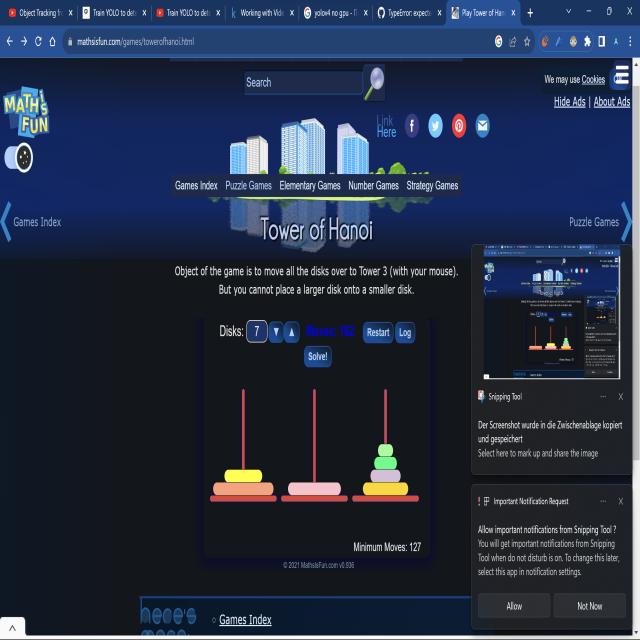 Object Tracking fr
Train YOLO to dete
Train YOLO to dete
Working with Vide
yolov4 no gpu - П
TypeError: expecte
Play Tower of Han
mathsisfun.com/games/towerofhanoi.html
MATH'S FUN
Search
We may use Cookies
Hide Ads | About Ads
Link Here
Games Index Puzzle Games Elementary Games Number Games Strategy Games
Games Index
Puzzle Games
Tower of Hanoi
Object of the game is to move all the disks over to Tower 3 (with your mouse).
But you cannot place a larger disk onto a smaller disk.
Disks: 7 ▼ ▲ Moves: 162 Restart Log
Solve!
Minimum Moves: 127
© 2021 MathsIsFun.com v0.936
Snipping Tool
Der Screenshot wurde in die Zwischenablage kopiert
und gespeichert
Select here to mark up and share the image
Important Notification Request
Allow important notifications from Snipping Tool ?
You will get important notifications from Snipping
Tool when do not disturb is on. To change this later,
select this app in notification settings.
Allow Not Now
Games Index